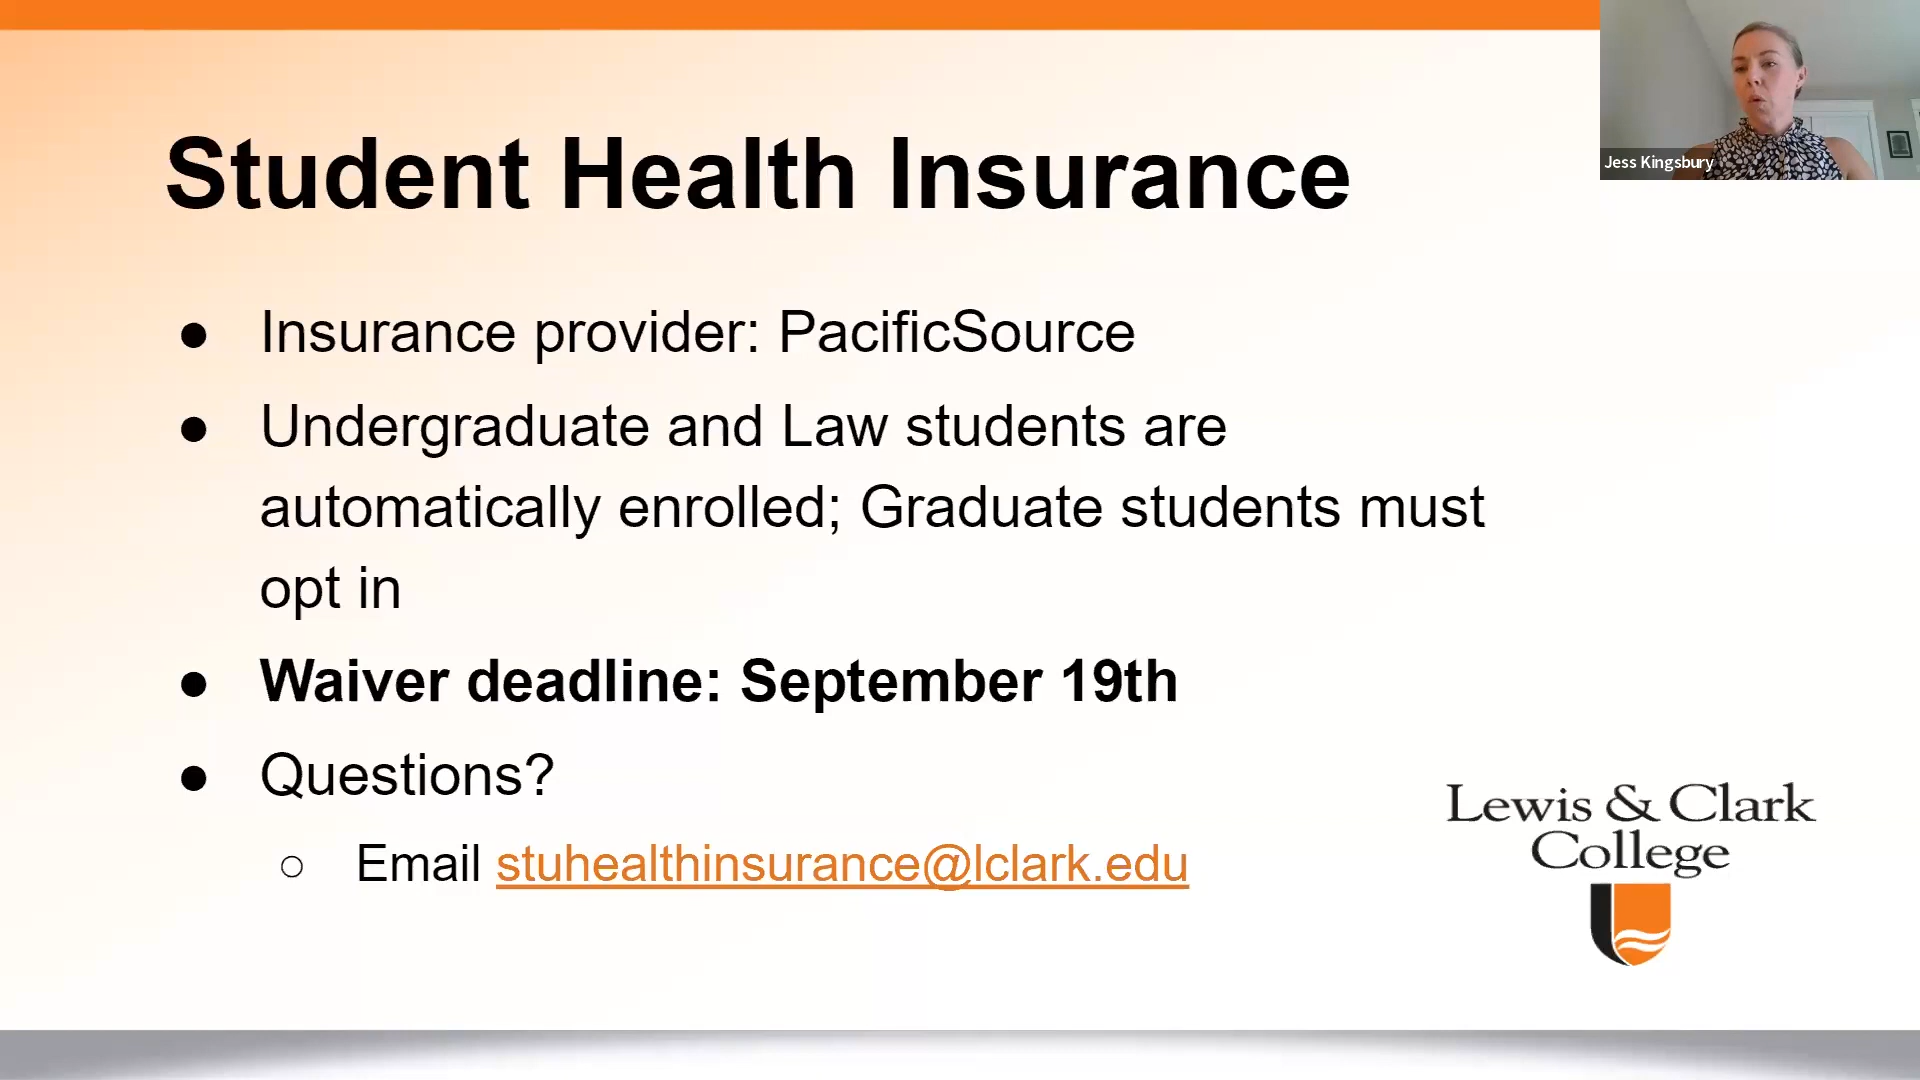 Student Health Insurance
● Insurance provider: PacificSource
● Undergraduate and Law students are
automatically enrolled; Graduate students must
opt in
● Waiver deadline: September 19th
● Questions?
○ Email stuhealthinsurance@lclark.edu
Jess Kingsbury
Lewis & Clark
College